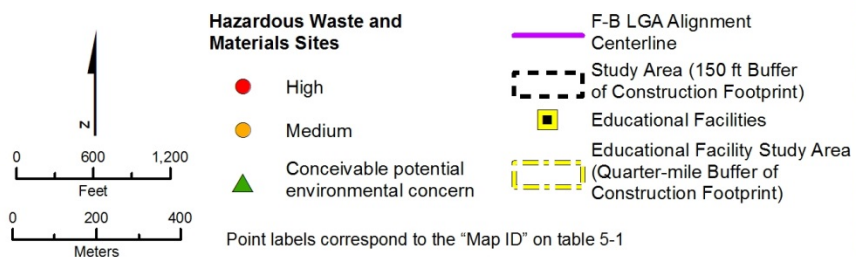 Hazardous Waste and
Materials Sites
High
Medium
Conceivable potential
environmental concern
F-B LGA Alignment
Centerline
Study Area (150 ft Buffer
of Construction Footprint)
Educational Facilities
Educational Facility Study Area
(Quarter-mile Buffer of
Construction Footprint)
N
0 600 1,200
Feet
0 200 400
Meters
Point labels correspond to the “Map ID” on table 5-1